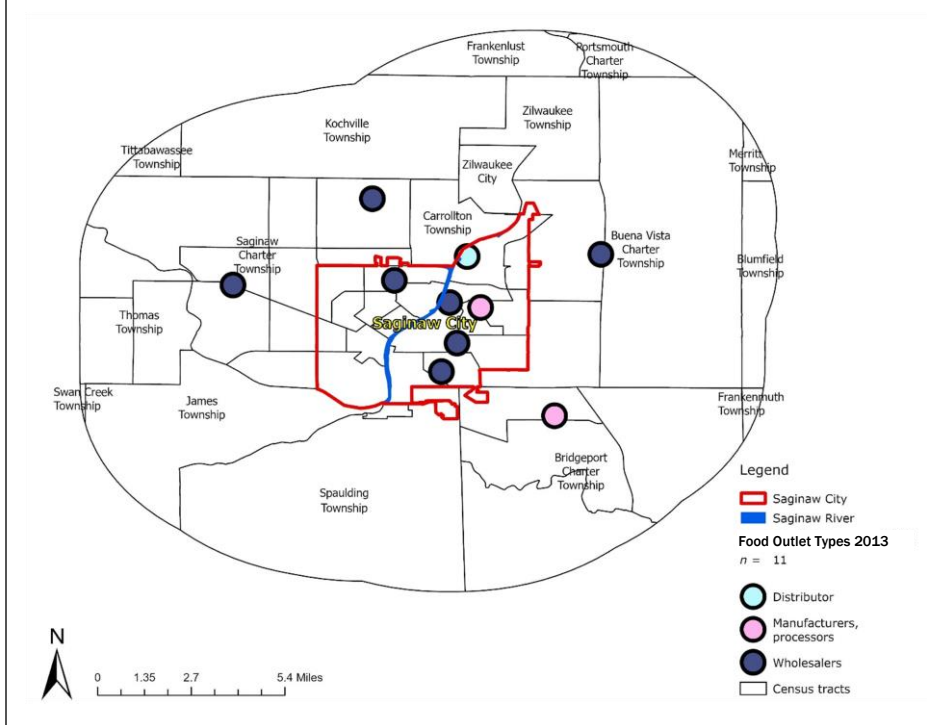 Frankenlust
Township
Portsmouth
Charter
Township
Kochville
Township
Zilwaukee
Township
Tittabawassee
Township
Zilwaukee
City
Merritt
Township
Carrollton
Township
Saginaw
Charter
Township
Buena Vista
Charter
Township
Blumfield
Township
Thomas
Township
Saginaw City
Swan Creek
Township
James
Township
Frankenmuth
Township
Bridgeport
Charter
Township
Spaulding
Township
Legend
Saginaw City
Saginaw River
Food Outlet Types 2013
n = 11
Distributor
Manufacturers,
processors
Wholesalers
Census tracts
N
0 1.35 2.7 5.4 Miles